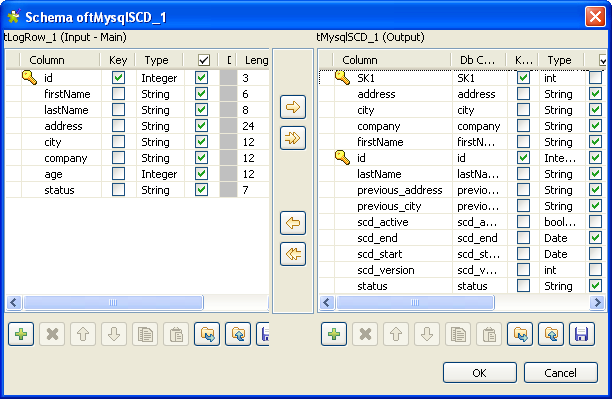 Schema oftMysqlSCD_1
tLogRow_1 (Input - Main)
Column Key Type I Leng
id Integer 3
firstName String 6
lastName String 8
address String 24
city String 12
company String 12
age Integer 12
status String 7
tMysqlSCD_1 (Output)
Column Db C... K... Type
SK1 SK1 int
address address String
city city String
company company String
firstName firstN... String
id id Inte...
lastName lastNa... String
previous_address previo... String
previous_city previo... String
scd_active scd_a... bool...
scd_end scd_end Date
scd_start scd_st... Date
scd_version scd_v... int
status status String
OK Cancel